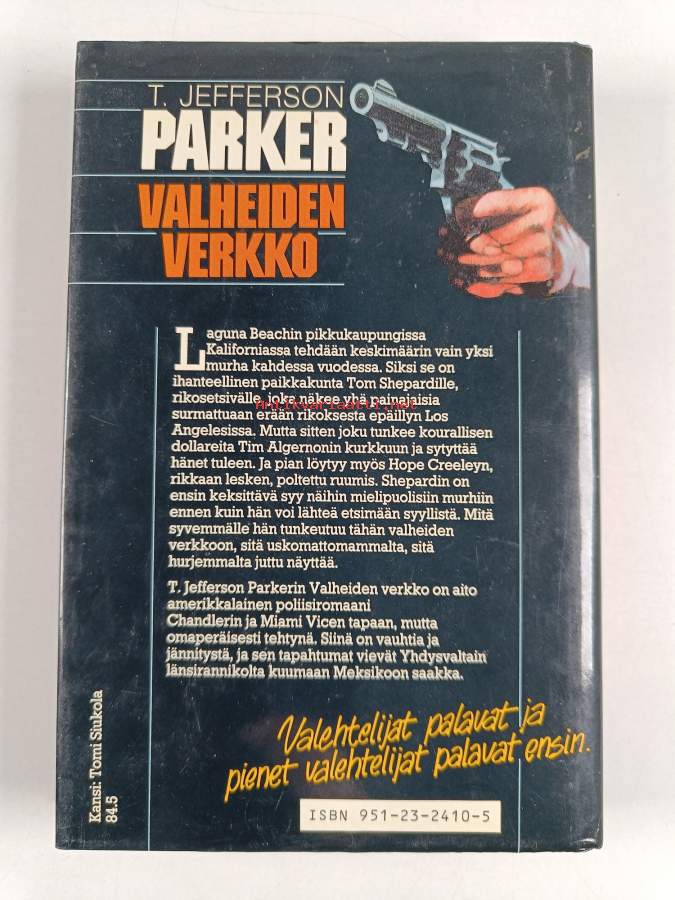 T. JEFFERSON
PARKER
VALHEIDEN
VERKKO
Laguna Beachin pikkukaupungissa
Kaliforniassa tehdään keskimäärin vain yksi
murha kahdessa vuodessa. Siksi se on
ihanteellinen paikkakunta Tom Shepardille,
rikosetsivälle, joka näkee yhä painajaisia
surmattuaan erään rikoksesta epäillyn Los
Angelesissa. Mutta sitten joku tunkee kourallisen
dollareita Tim Algernonin kurkkuun ja sytyttää
hänet tuleen. Ja pian löytyy myös Hope Creeleyn,
rikkaan lesken, poltettu ruumis. Shepardin on
ensin keksittävä syy näihin mielipuolisiin murhiin
ennen kuin hän voi lähteä etsimään syyllistä. Mitä
syvemmälle hän tunkeutuu tähän valheiden
verkkoon, sitä uskomattomammalta, sitä
hurjemmalta juttu näyttää.
T. Jefferson Parkerin Valheiden verkko on aito
amerikkalainen poliisiromaani
Chandlerin ja Miami Vicen tapaan, mutta
omaperäisesti tehtynä. Siinä on vauhtia ja
jännitystä, ja sen tapahtumat vievät Yhdysvaltain
länsirannikolta kuumaan Meksikoon saakka.
Valehtelijat palavat ja
pienet valehtelijat palavat ensin.
Kansi: Tomi Siukola
84.5
ISBN 951-23-2410-5
Antikvariaatti.net